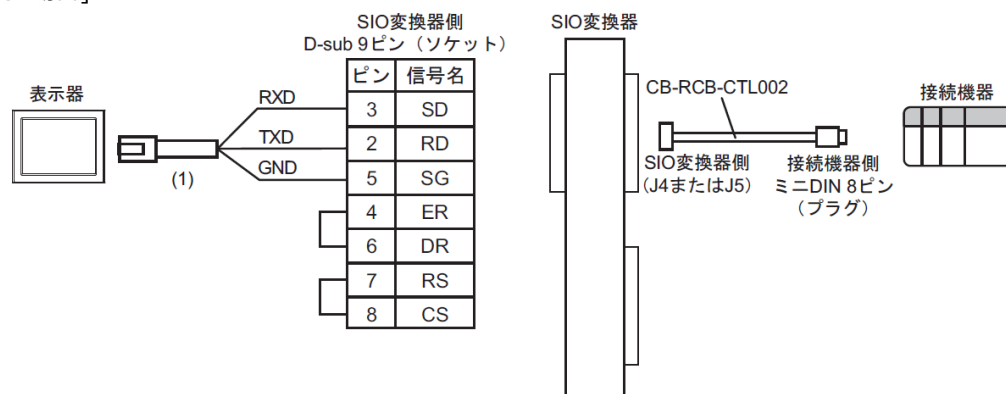 SIO変換器側
D-sub 9ピン（ソケット）
SIO変換器
ピン 信号名
表示器
RXD
3 SD
CB-RCB-CTL002
接続機器
TXD
2 RD
GND
5 SG
(1)
SIO変換器側
(J4またはJ5)
接続機器側
ミニDIN 8ピン
（プラグ）
4 ER
6 DR
7 RS
8 CS